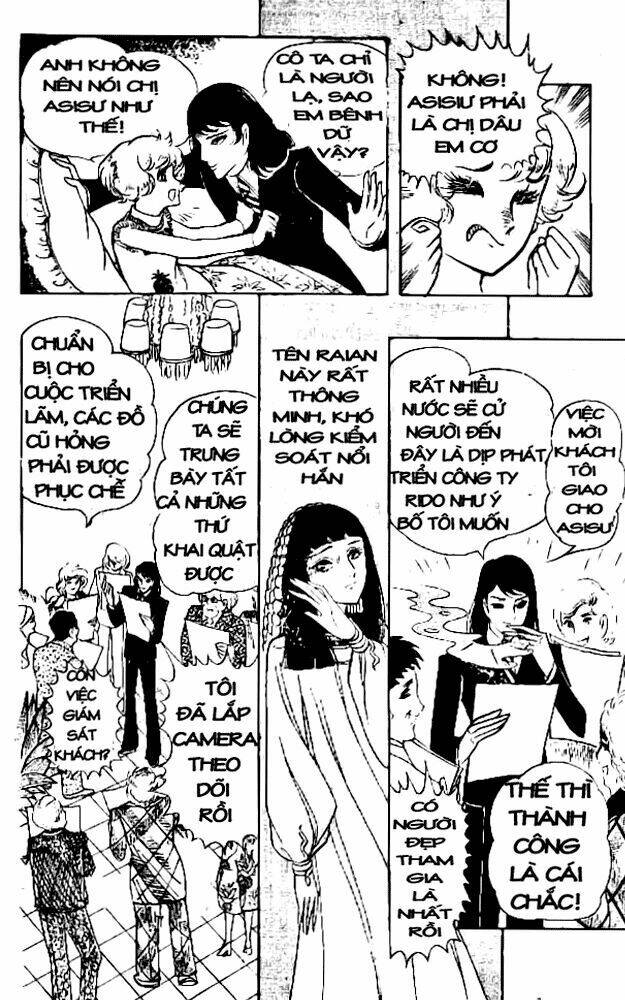 ANH KHÔNG
NÊN NÓI CHỊ
ASISƯ NHƯ
THẾ!
CÔ TA CHỈ
LÀ NGƯỜI
LẠ, SAO
EM BÊNH
DỮ
VẬY?
KHÔNG!
ASISIƯ PHẢI
LÀ CHỊ DÂU
EM CƠ
CHUẨN
BỊ CHO
CUỘC TRIỂN
LÃM, CÁC ĐỒ
CŨ HỎNG
PHẢI ĐƯỢC
PHỤC CHẾ
CHÚNG
TA SẼ
TRƯNG
BÀY TẤT
CẢ NHỮNG
THỨ
KHAI QUẬT
ĐƯỢC
CÒN
VIỆC
GIÁM
SÁT
KHÁCH?
TÔI
ĐÃ LẮP
CAMERA
THEO
DÕI
RỒI
TÊN RAIAN
NÀY RẤT
THÔNG
MINH, KHÓ
LÒNG KIỂM
SOÁT NỔI
HẮN
RẤT NHIỀU
NƯỚC SẼ CỬ
NGƯỜI ĐẾN
ĐÂY LÀ DỊP PHÁT
TRIỂN CÔNG TY
RIDO NHƯ Ý
BỐ TÔI MUỐN
VIỆC
MỜI
KHÁCH
TÔI
GIAO
CHO
ASISƯ
CÓ
NGƯỜI
ĐẸP
THAM
GIA
LÀ
NHẤT
RỒI
THẾ THÌ
THÀNH
CÔNG
LÀ CÁI
CHẮC!